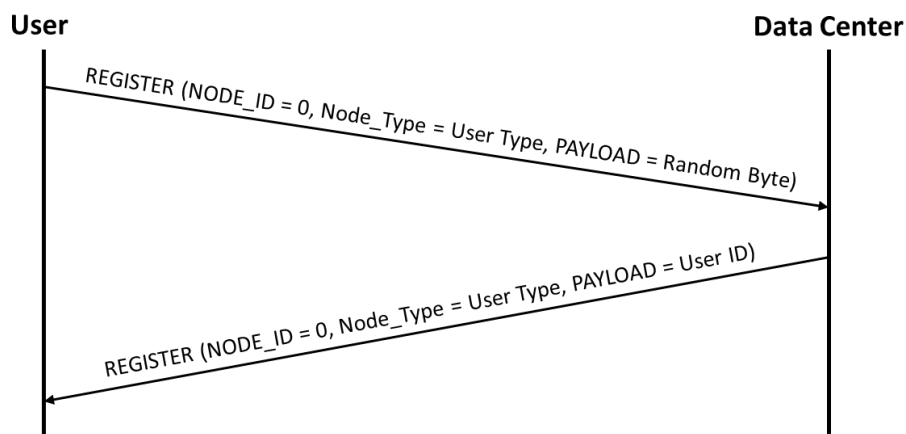 User
Data Center
REGISTER (NODE_ID = 0, Node_Type = User Type, PAYLOAD = Random Byte)
REGISTER (NODE_ID = 0, Node_Type = User Type, PAYLOAD = User ID)